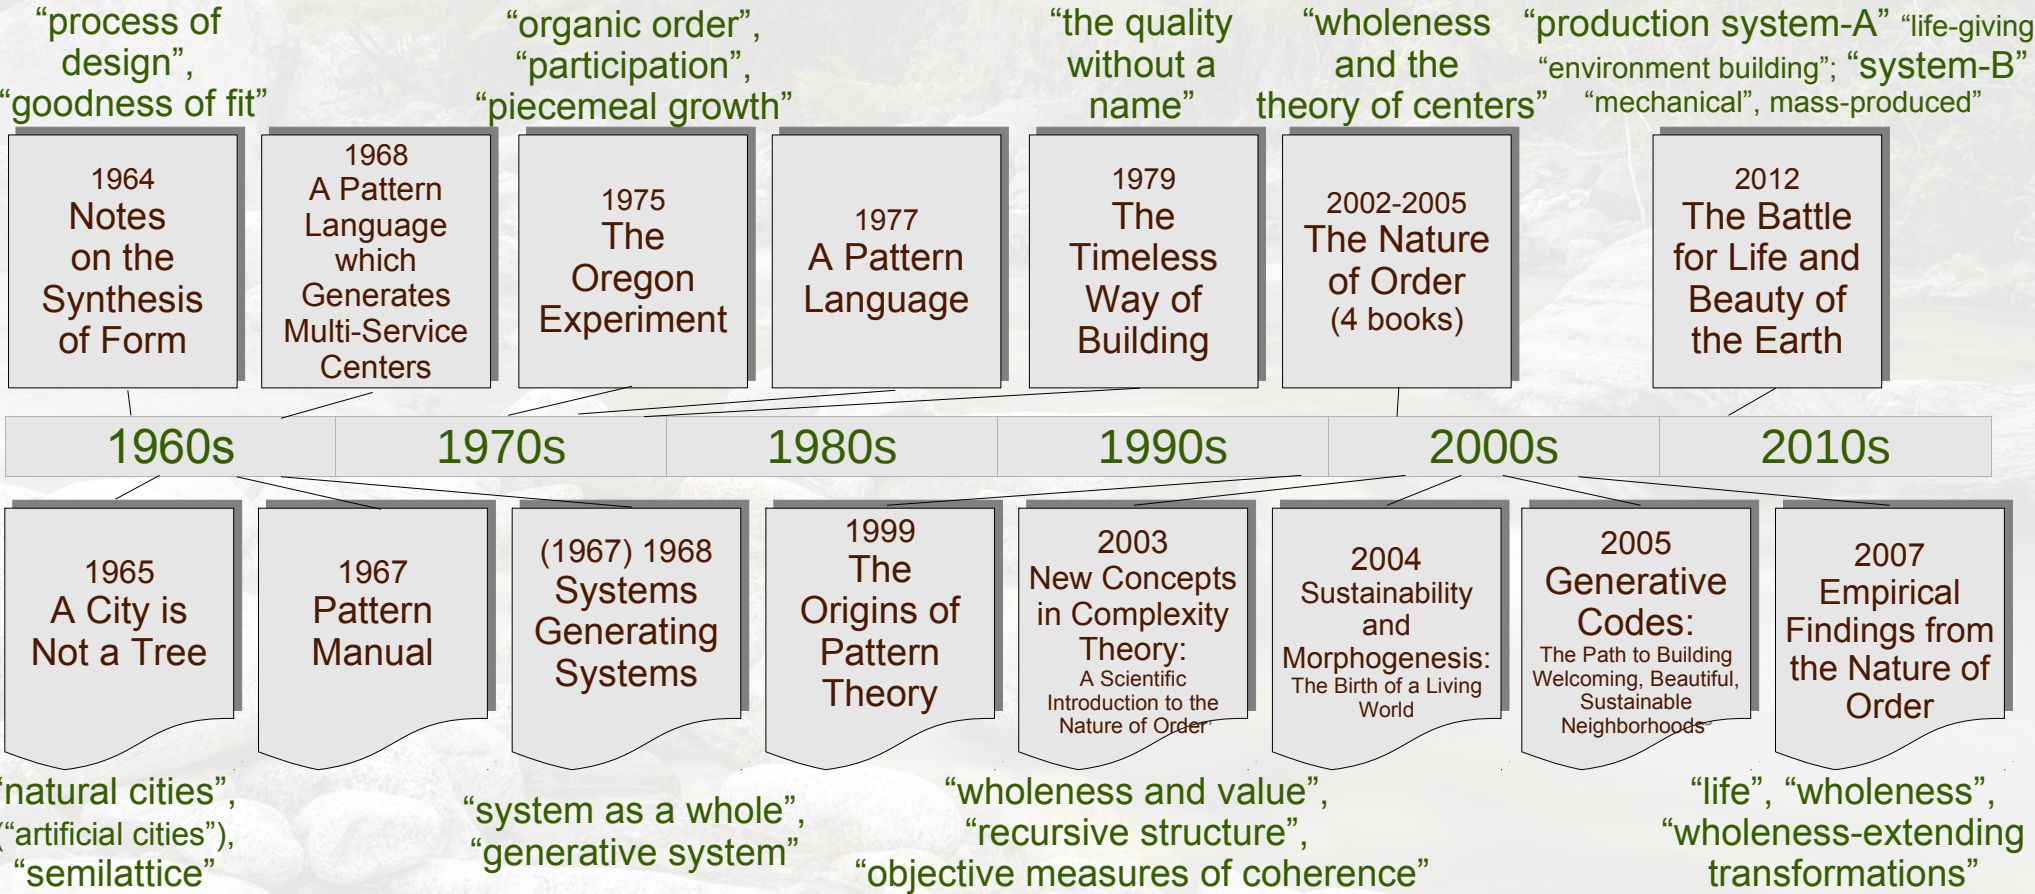 “process of
design”,
“goodness of fit”
“organic order”,
“participation”,
“piecemeal growth”
“the quality
without a
name”
“wholeness
and the
theory of centers”
“production system-A” “life-giving
“environment building”; “system-B”
“mechanical”, mass-produced”
1964
Notes
on the
Synthesis
of Form
1968
A Pattern
Language
which
Generates
Multi-Service
Centers
1975
The
Oregon
Experiment
1977
A Pattern
Language
1979
The
Timeless
Way of
Building
2002-2005
The Nature
of Order
(4 books)
2012
The Battle
for Life and
Beauty of
the Earth
1960s
1970s
1980s
1990s
2000s
2010s
1965
A City is
Not a Tree
1967
Pattern
Manual
(1967) 1968
Systems
Generating
Systems
1999
The
Origins of
Pattern
Theory
2003
New Concepts
in Complexity
Theory:
A Scientific
Introduction to the
Nature of Order'
2004
Sustainability
and
Morphogenesis:
The Birth of a Living
World
2005
Generative
Codes:
The Path to Building
Welcoming, Beautiful,
Sustainable
Neighborhoods
2007
Empirical
Findings from
the Nature of
Order
“natural cities”,
(“artificial cities”),
“semilattice”
“system as a whole”,
“generative system”
“wholeness and value”,
“recursive structure”,
“objective measures of coherence”
“life”, “wholeness”,
“wholeness-extending
transformations”